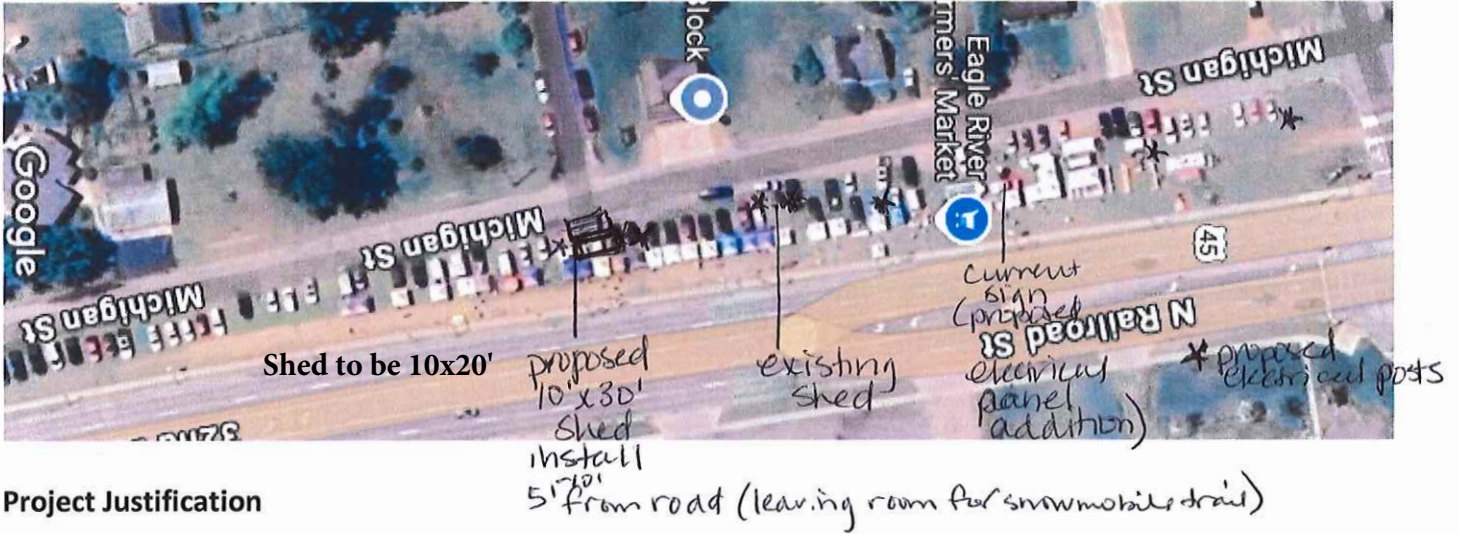 Block
Eagle River
rmers' Market
Michigan St
Google
Michigan St
Michigan St
45
N Railroad St
Shed to be 10x20'
proposed
10'x30'
shed
install
5'-10' from road (leaving room for snowmobile trail)
existing
shed
current
sign
(proposed
electrical
panel
addition)
* proposed
electrical posts
Project Justification